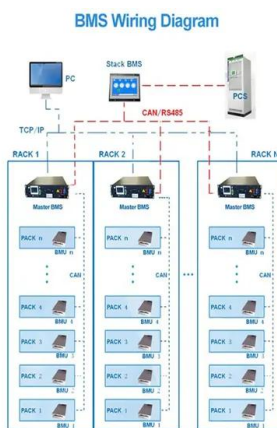 BMS Wiring Diagram
Stack BMS
PC
PCS
CAN/RS485
TCP/IP
RACK 1
RACK 2
RACK N
Master BMS
Master BMS
Master BMS
PACK n
PACK n
PACK n
BMU n
BMU n
BMU n
CAN
CAN
CAN
PACK 4
PACK 4
PACK 4
BMU 4
BMU 4
BMU 4
PACK 3
PACK 3
PACK 3
BMU 3
BMU 3
BMU 3
PACK 2
PACK 2
PACK 2
BMU 2
BMU 2
BMU 2
PACK 1
PACK 1
PACK 1
BMU 1
BMU 1
BMU 1